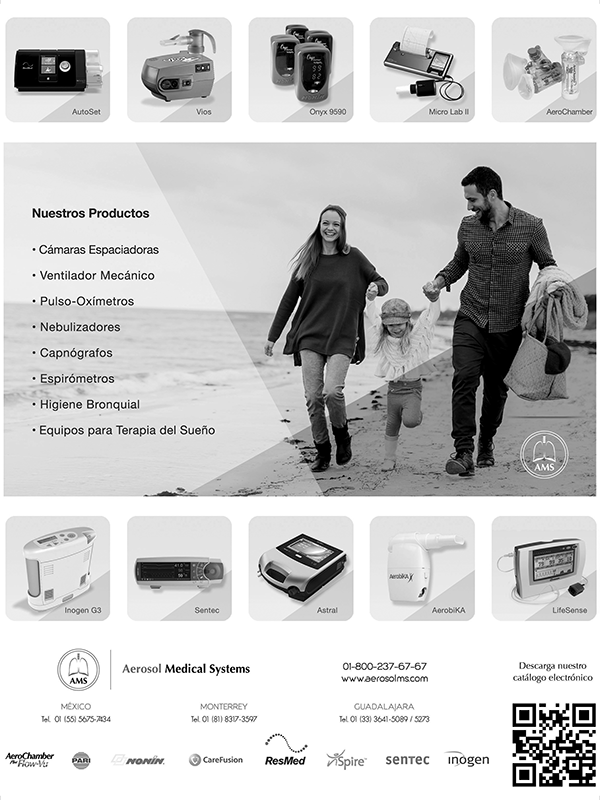 AutoSet
Vios
Onyx 9590
Micro Lab II
AeroChamber
Nuestros Productos
• Cámaras Espaciadoras
• Ventilador Mecánico
• Pulso-Oxímetros
• Nebulizadores
• Capnógrafos
• Espirómetros
• Higiene Bronquial
• Equipos para Terapia del Sueño
AMS
Inogen G3
Sentec
Astral
AerobiKA
AerobiKA
LifeSense
AMS
Aerosol Medical Systems
01-800-237-67-67
www.aerosolms.com
Descarga nuestro
catálogo electrónico
MÉXICO
Tel. 01 (55) 5675-7434
MONTERREY
Tel. 01 (81) 8317-3597
GUADALAJARA
Tel. 01 (33) 3641-5089 / 5273
AeroChamber
Plus Flow-Vu
PARI
NONIN
CareFusion
ResMed
iSpire
sentec
inogen